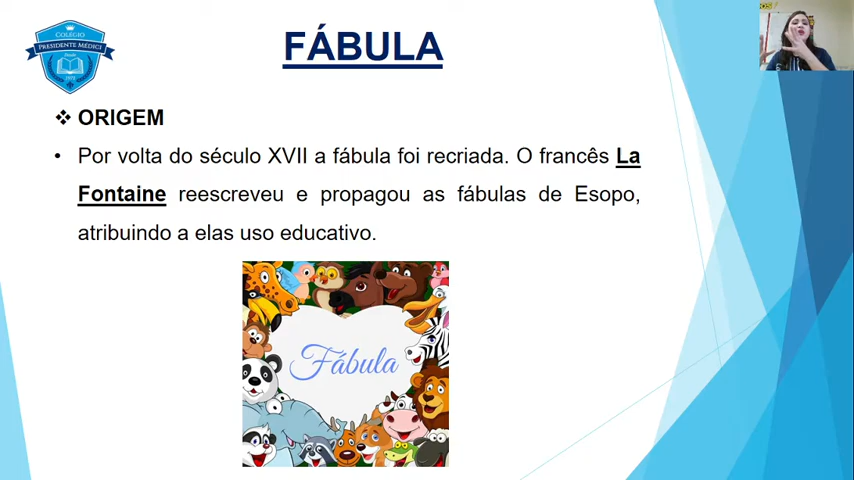 COLÉGIO
PRESIDENTE MÉDICI
FÁBULA
❖ ORIGEM
• Por volta do século XVII a fábula foi recriada. O francês La
Fontaine reescreveu e propagou as fábulas de Esopo,
atribuindo a elas uso educativo.
Fábula